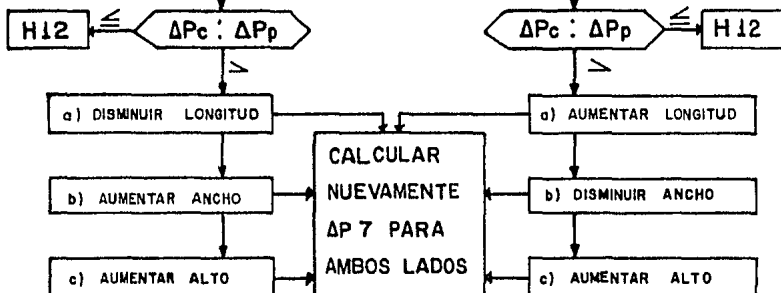 H12 ≦ ΔPc : ΔPp
>
a) DISMINUIR LONGITUD
b) AUMENTAR ANCHO
c) AUMENTAR ALTO
CALCULAR
NUEVAMENTE
ΔP 7 PARA
AMBOS LADOS
ΔPc : ΔPp ≦ H12
>
a) AUMENTAR LONGITUD
b) DISMINUIR ANCHO
c) AUMENTAR ALTO